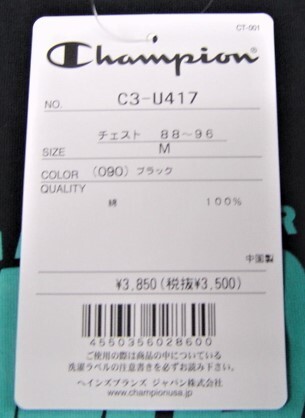 CT-001
Champion
NO. C3-U417
チェスト 88～96
SIZE M
COLOR (090) ブラック
QUALITY
綿 100%
中国製
¥3,850(税抜¥3,500)
4550356028600
ご使用の際は商品の中についている
洗濯ラベルの注意書きを必ずお読み下さい。
ヘインズブランズ ジャパン株式会社
www.championusa.jp